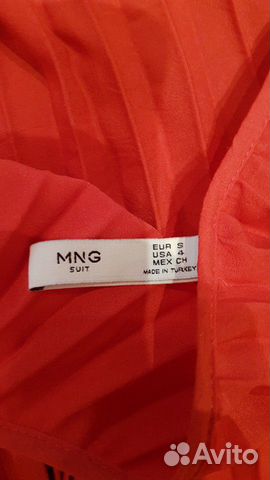 MNG
SUIT
EUR S
USA 4
MEX CH
MADE IN TURKEY
Avito